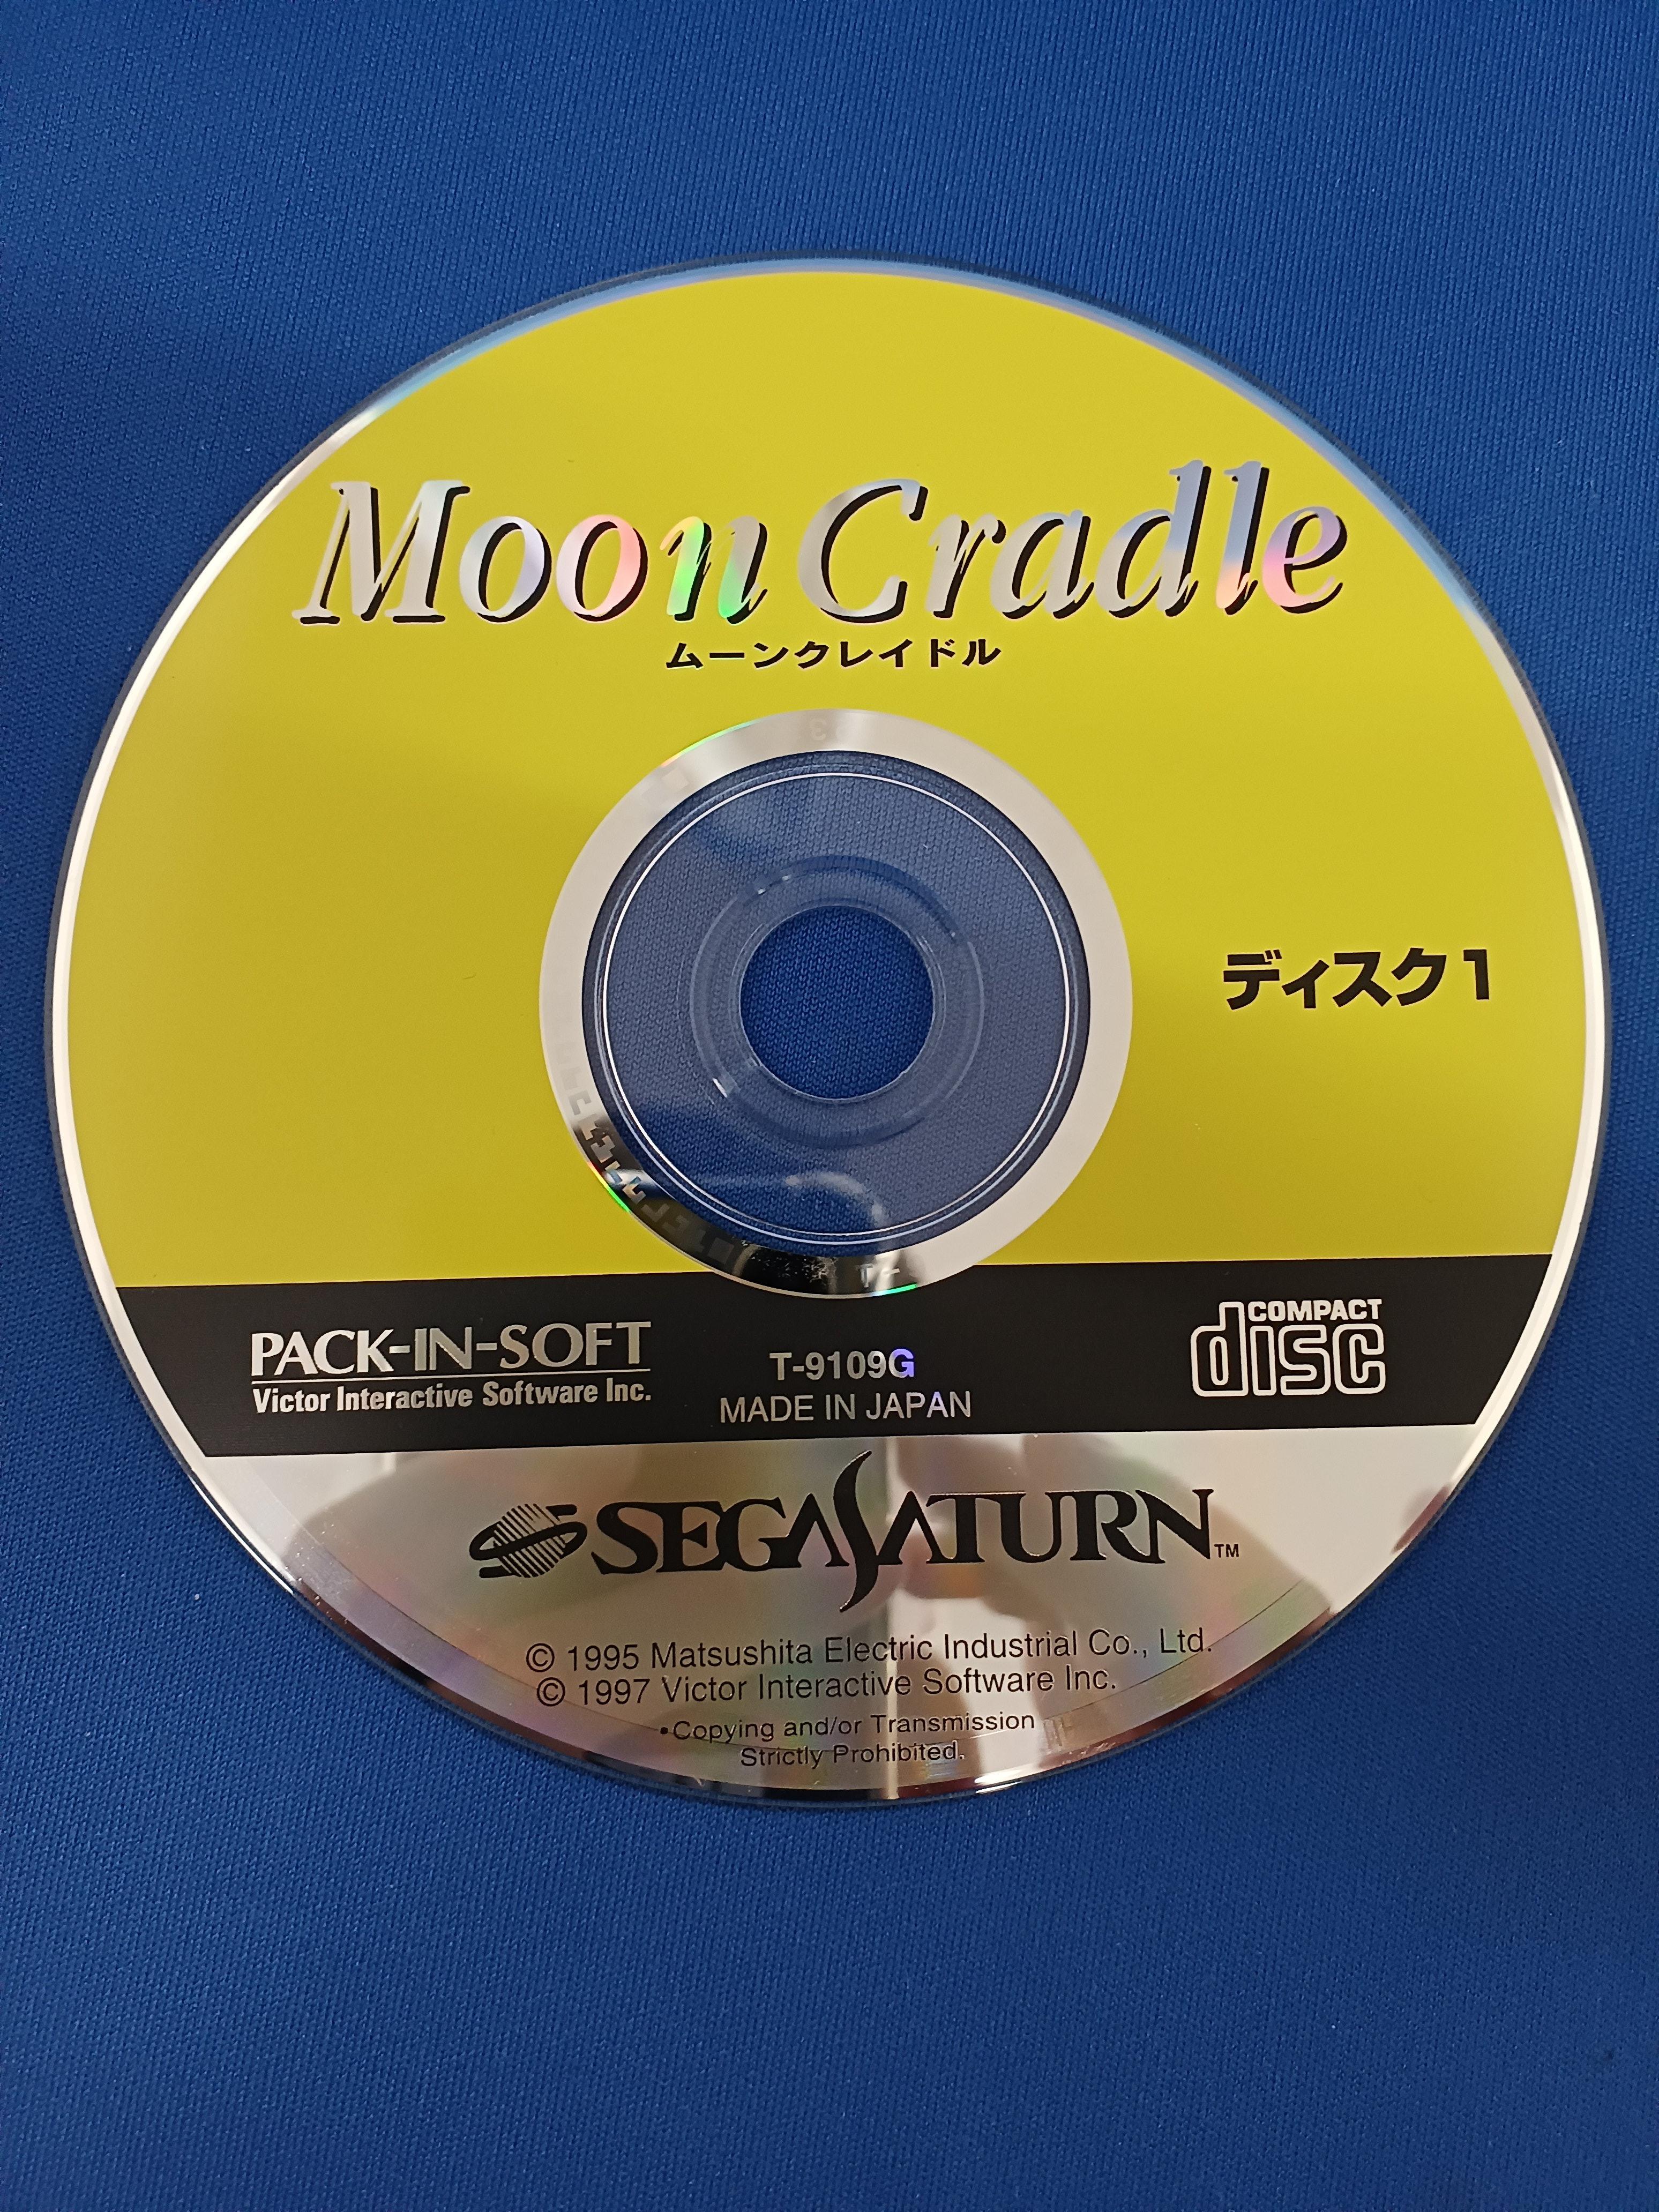 Moon Cradle
ムーンクレイドル
ディスク1
PACK-IN-SOFT
Victor Interactive Software Inc.
T-9109G
MADE IN JAPAN
COMPACT
disc
SEGA SATURN™
© 1995 Matsushita Electric Industrial Co., Ltd.
© 1997 Victor Interactive Software Inc.
•Copying and/or Transmission
Strictly Prohibited.